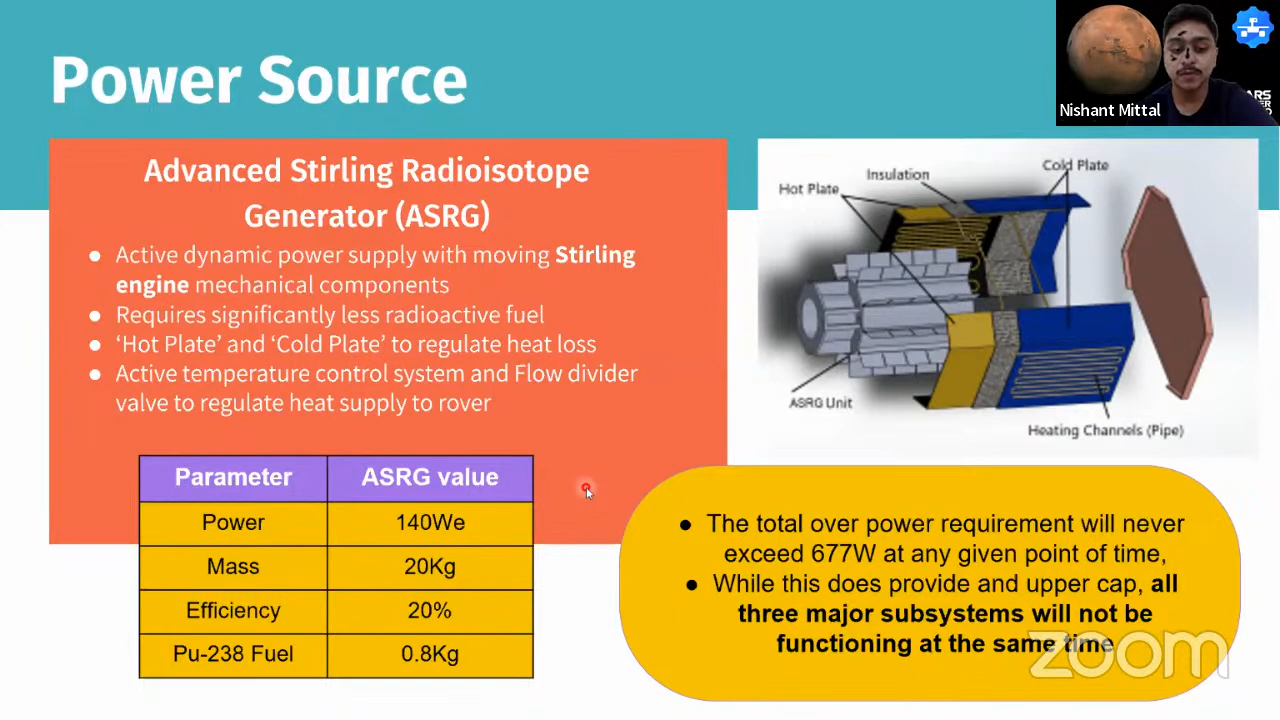 Power Source
Nishant Mittal
Advanced Stirling Radioisotope
Generator (ASRG)
● Active dynamic power supply with moving Stirling
engine mechanical components
● Requires significantly less radioactive fuel
● ‘Hot Plate’ and ‘Cold Plate’ to regulate heat loss
● Active temperature control system and Flow divider
valve to regulate heat supply to rover
Parameter ASRG value
Power 140We
Mass 20Kg
Efficiency 20%
Pu-238 Fuel 0.8Kg
Cold Plate
Insulation
Hot Plate
ASRG Unit
Heating Channels (Pipe)
● The total over power requirement will never
exceed 677W at any given point of time,
● While this does provide and upper cap, all
three major subsystems will not be
functioning at the same time
zoom